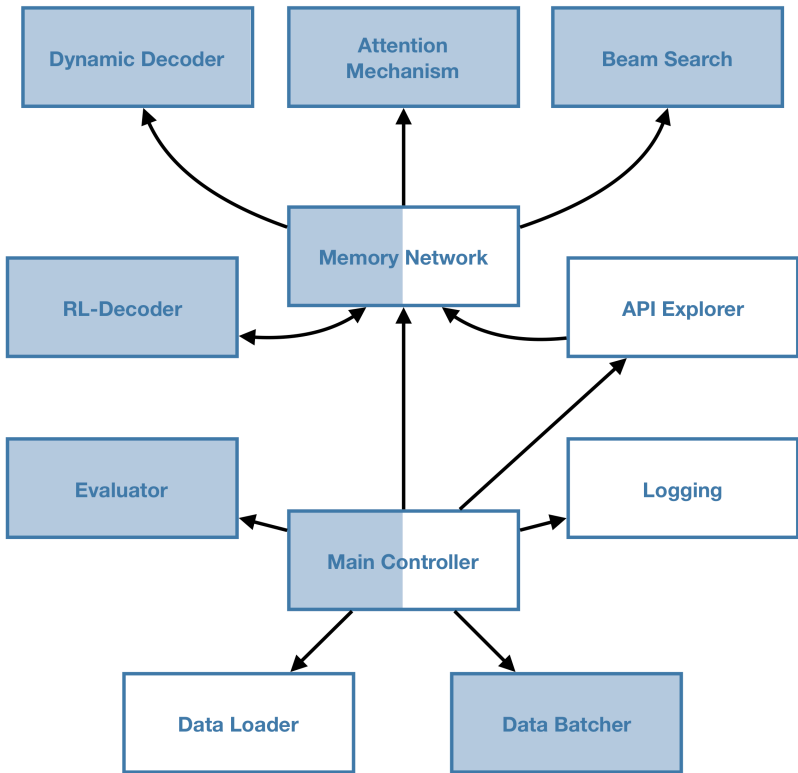 Dynamic Decoder
Attention
Mechanism
Beam Search
Memory Network
RL-Decoder
API Explorer
Evaluator
Logging
Main Controller
Data Loader
Data Batcher